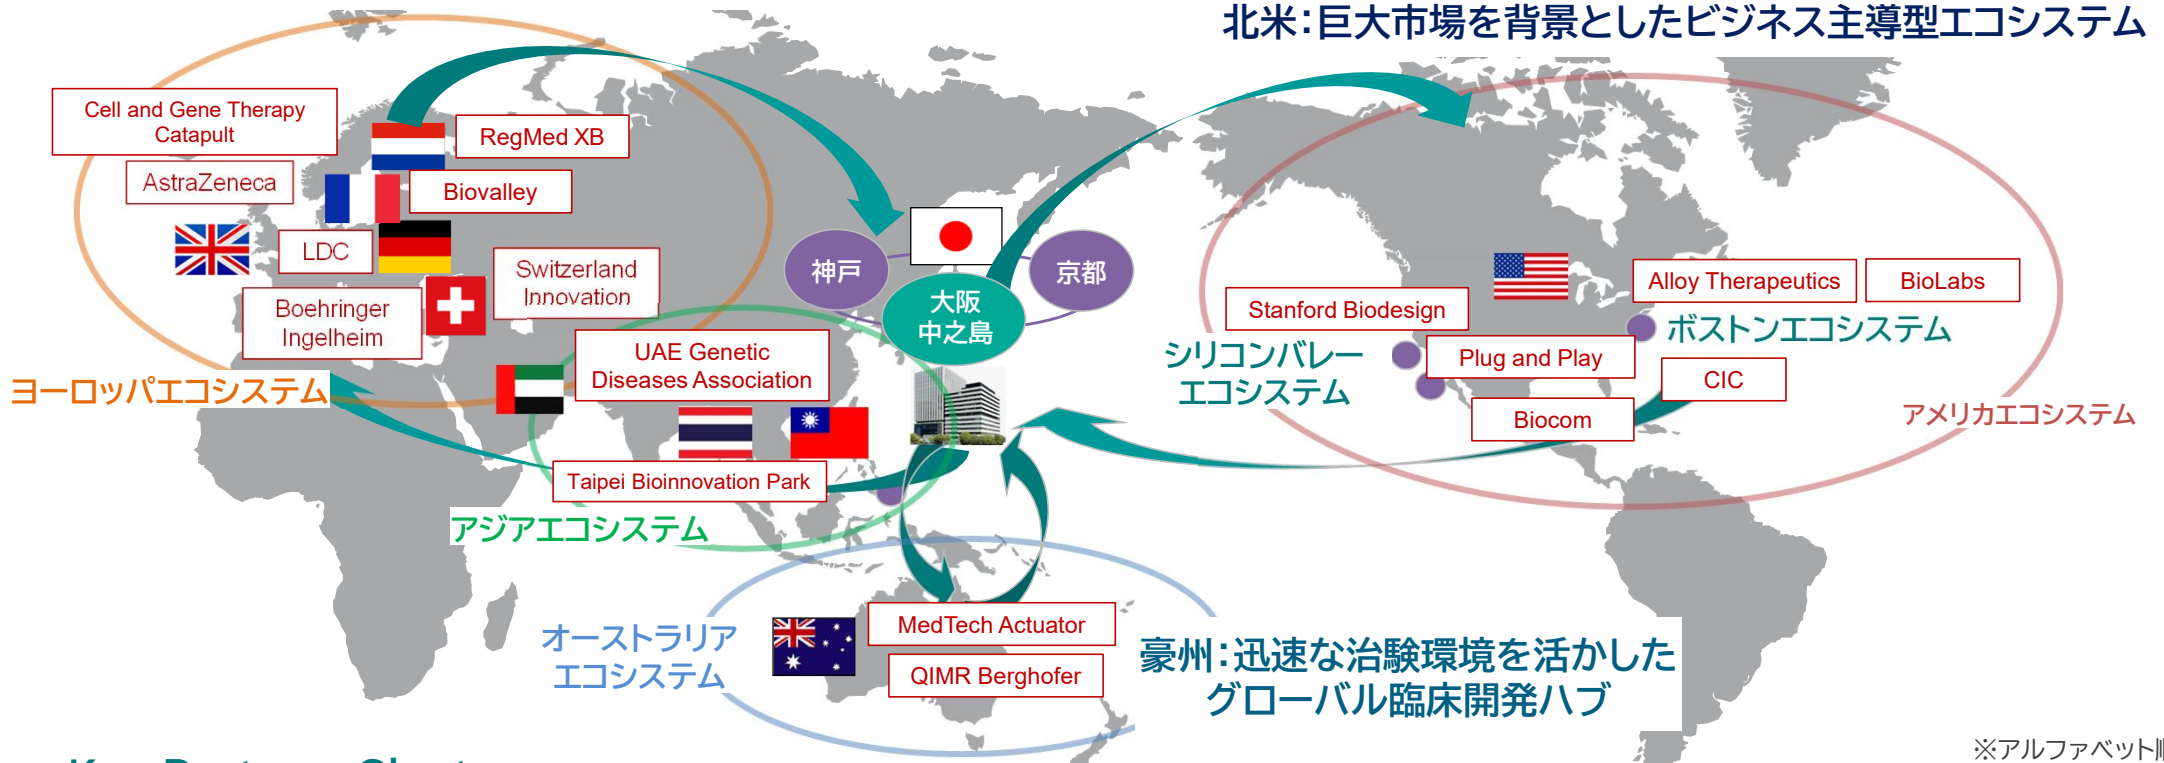 北米：巨大市場を背景としたビジネス主導型エコシステム
Cell and Gene Therapy
Catapult
RegMed XB
AstraZeneca
Biovalley
LDC
Switzerland
Innovation
Boehringer
Ingelheim
UAE Genetic
Diseases Association
ヨーロッパエコシステム
Taipei Bioinnovation Park
アジアエコシステム
神戸
京都
大阪
中之島
Stanford Biodesign
Alloy Therapeutics
BioLabs
ボストンエコシステム
シリコンバレー
エコシステム
Plug and Play
CIC
Biocom
アメリカエコシステム
オーストラリア
エコシステム
MedTech Actuator
QIMR Berghofer
豪州：迅速な治験環境を活かした
グローバル臨床開発ハブ
※アルファベット順